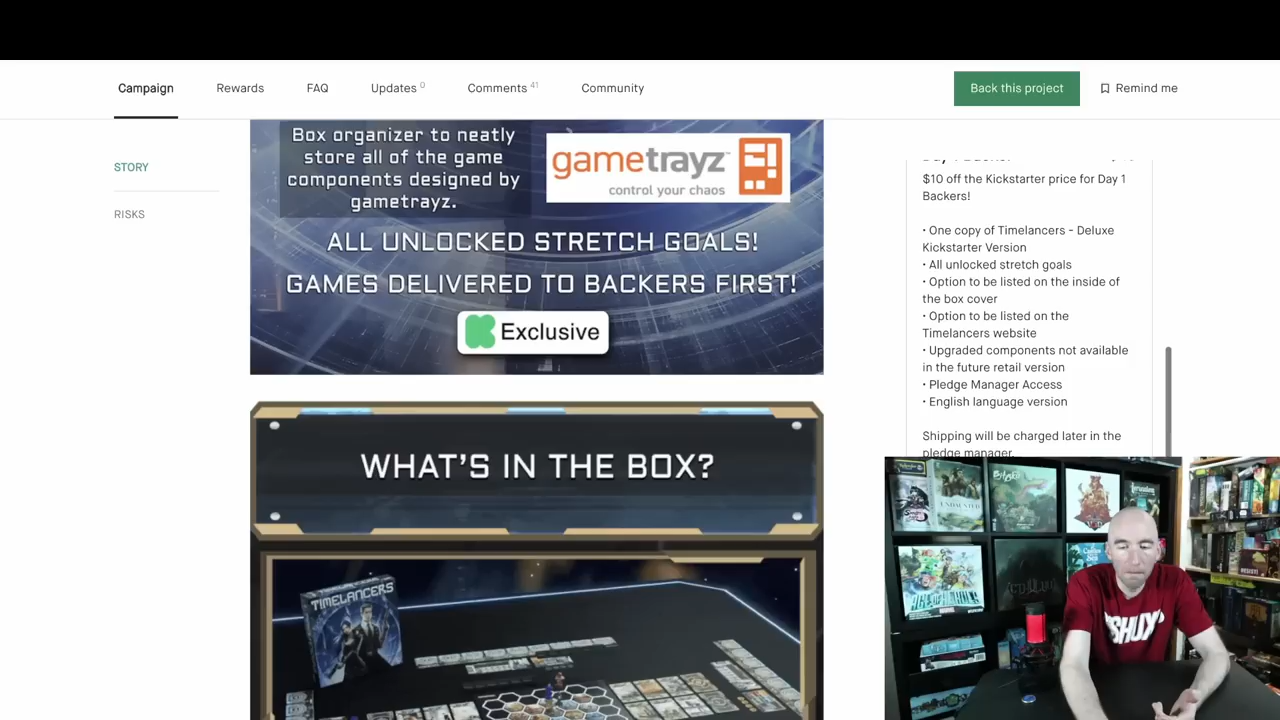 Campaign
Rewards
FAQ
Updates 0
Comments 41
Community
Back this project
Remind me
STORY
RISKS
Box organizer to neatly
store all of the game
components designed by
gametrayz.
gametrayz™
control your chaos
ALL UNLOCKED STRETCH GOALS!
GAMES DELIVERED TO BACKERS FIRST!
Exclusive
WHAT'S IN THE BOX?
TIMELANCERS
$10 off the Kickstarter price for Day 1
Backers!
• One copy of Timelancers - Deluxe
Kickstarter Version
• All unlocked stretch goals
• Option to be listed on the inside of
the box cover
• Option to be listed on the
Timelancers website
• Upgraded components not available
in the future retail version
• Pledge Manager Access
• English language version
Shipping will be charged later in the
pledge manager.
UNDAUNTED
CTHULHU
SHUX